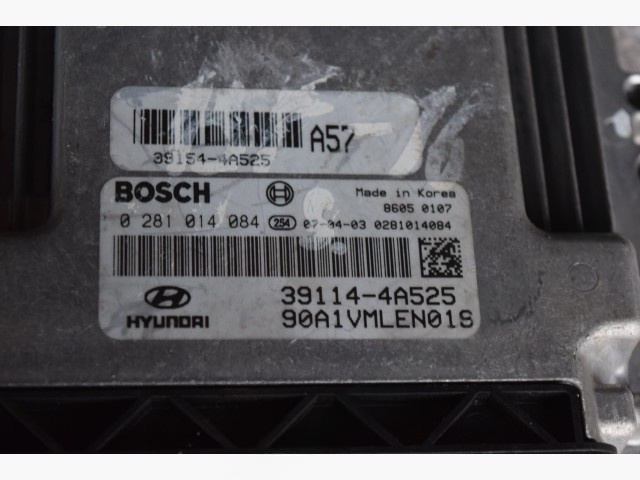 A57
39154-4A525
BOSCH
Made in Korea
8605 0107
0 281 014 084 254 07-04-03 0281014084
39114-4A525
HYUNDAI
90A1VMLEN01S